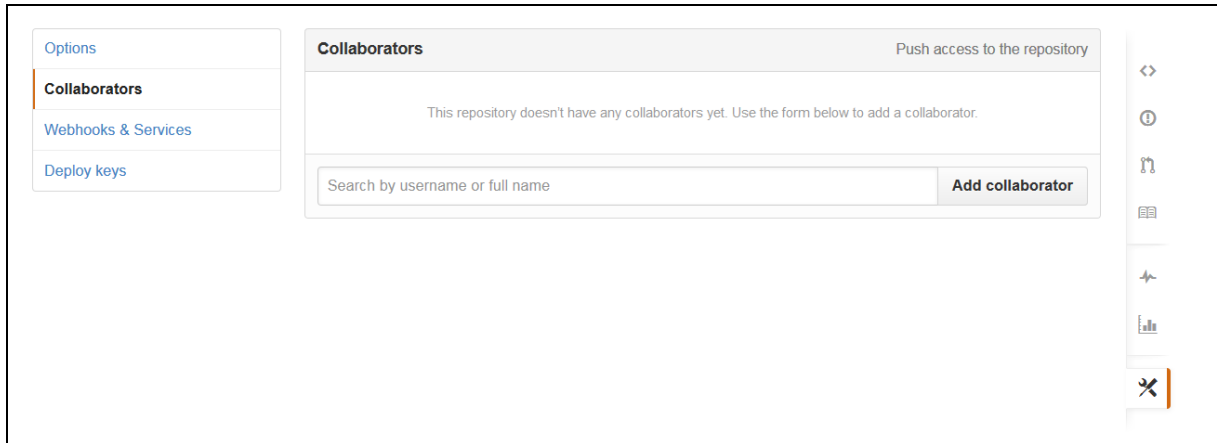 Options
Collaborators
Webhooks & Services
Deploy keys
Collaborators
Push access to the repository
This repository doesn't have any collaborators yet. Use the form below to add a collaborator.
Search by username or full name
Add collaborator